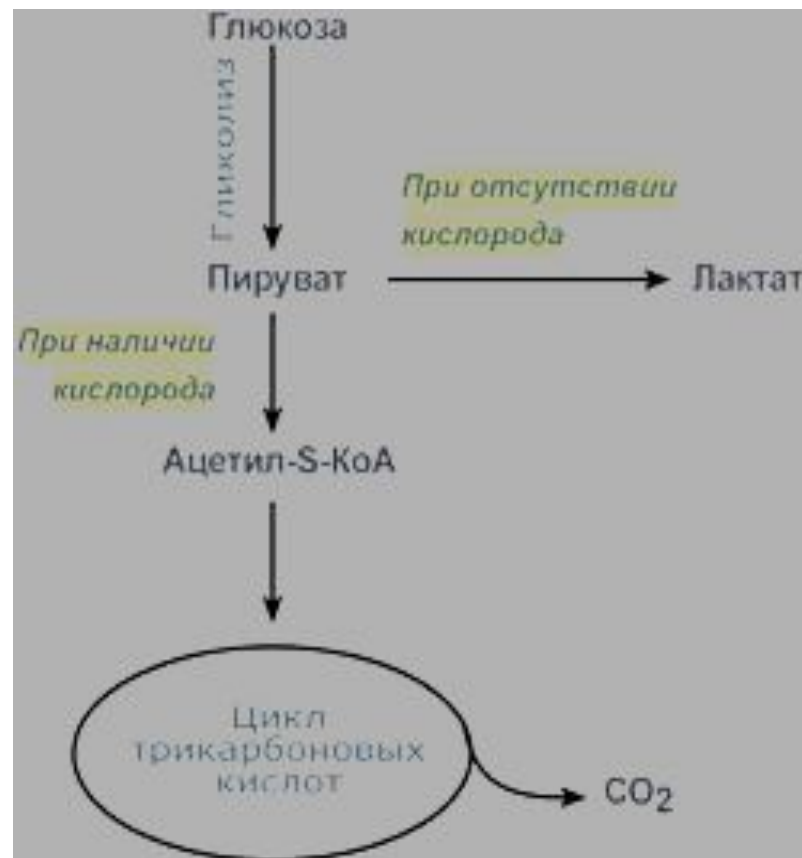 Глюкоза
Гликолиз
При отсутствии
кислорода
Пируват
Лактат
При наличии
кислорода
Ацетил-S-КоА
Цикл
трикарбоновых
кислот
CO₂